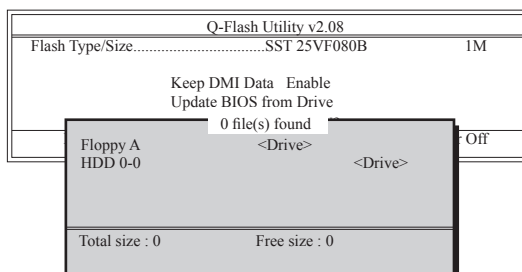 Q-Flash Utility v2.08
Flash Type/Size.................................SST 25VF080B 1M
Keep DMI Data Enable
Update BIOS from Drive
0 file(s) found
Off
Floppy A <Drive>
HDD 0-0 <Drive>
Total size : 0 Free size : 0